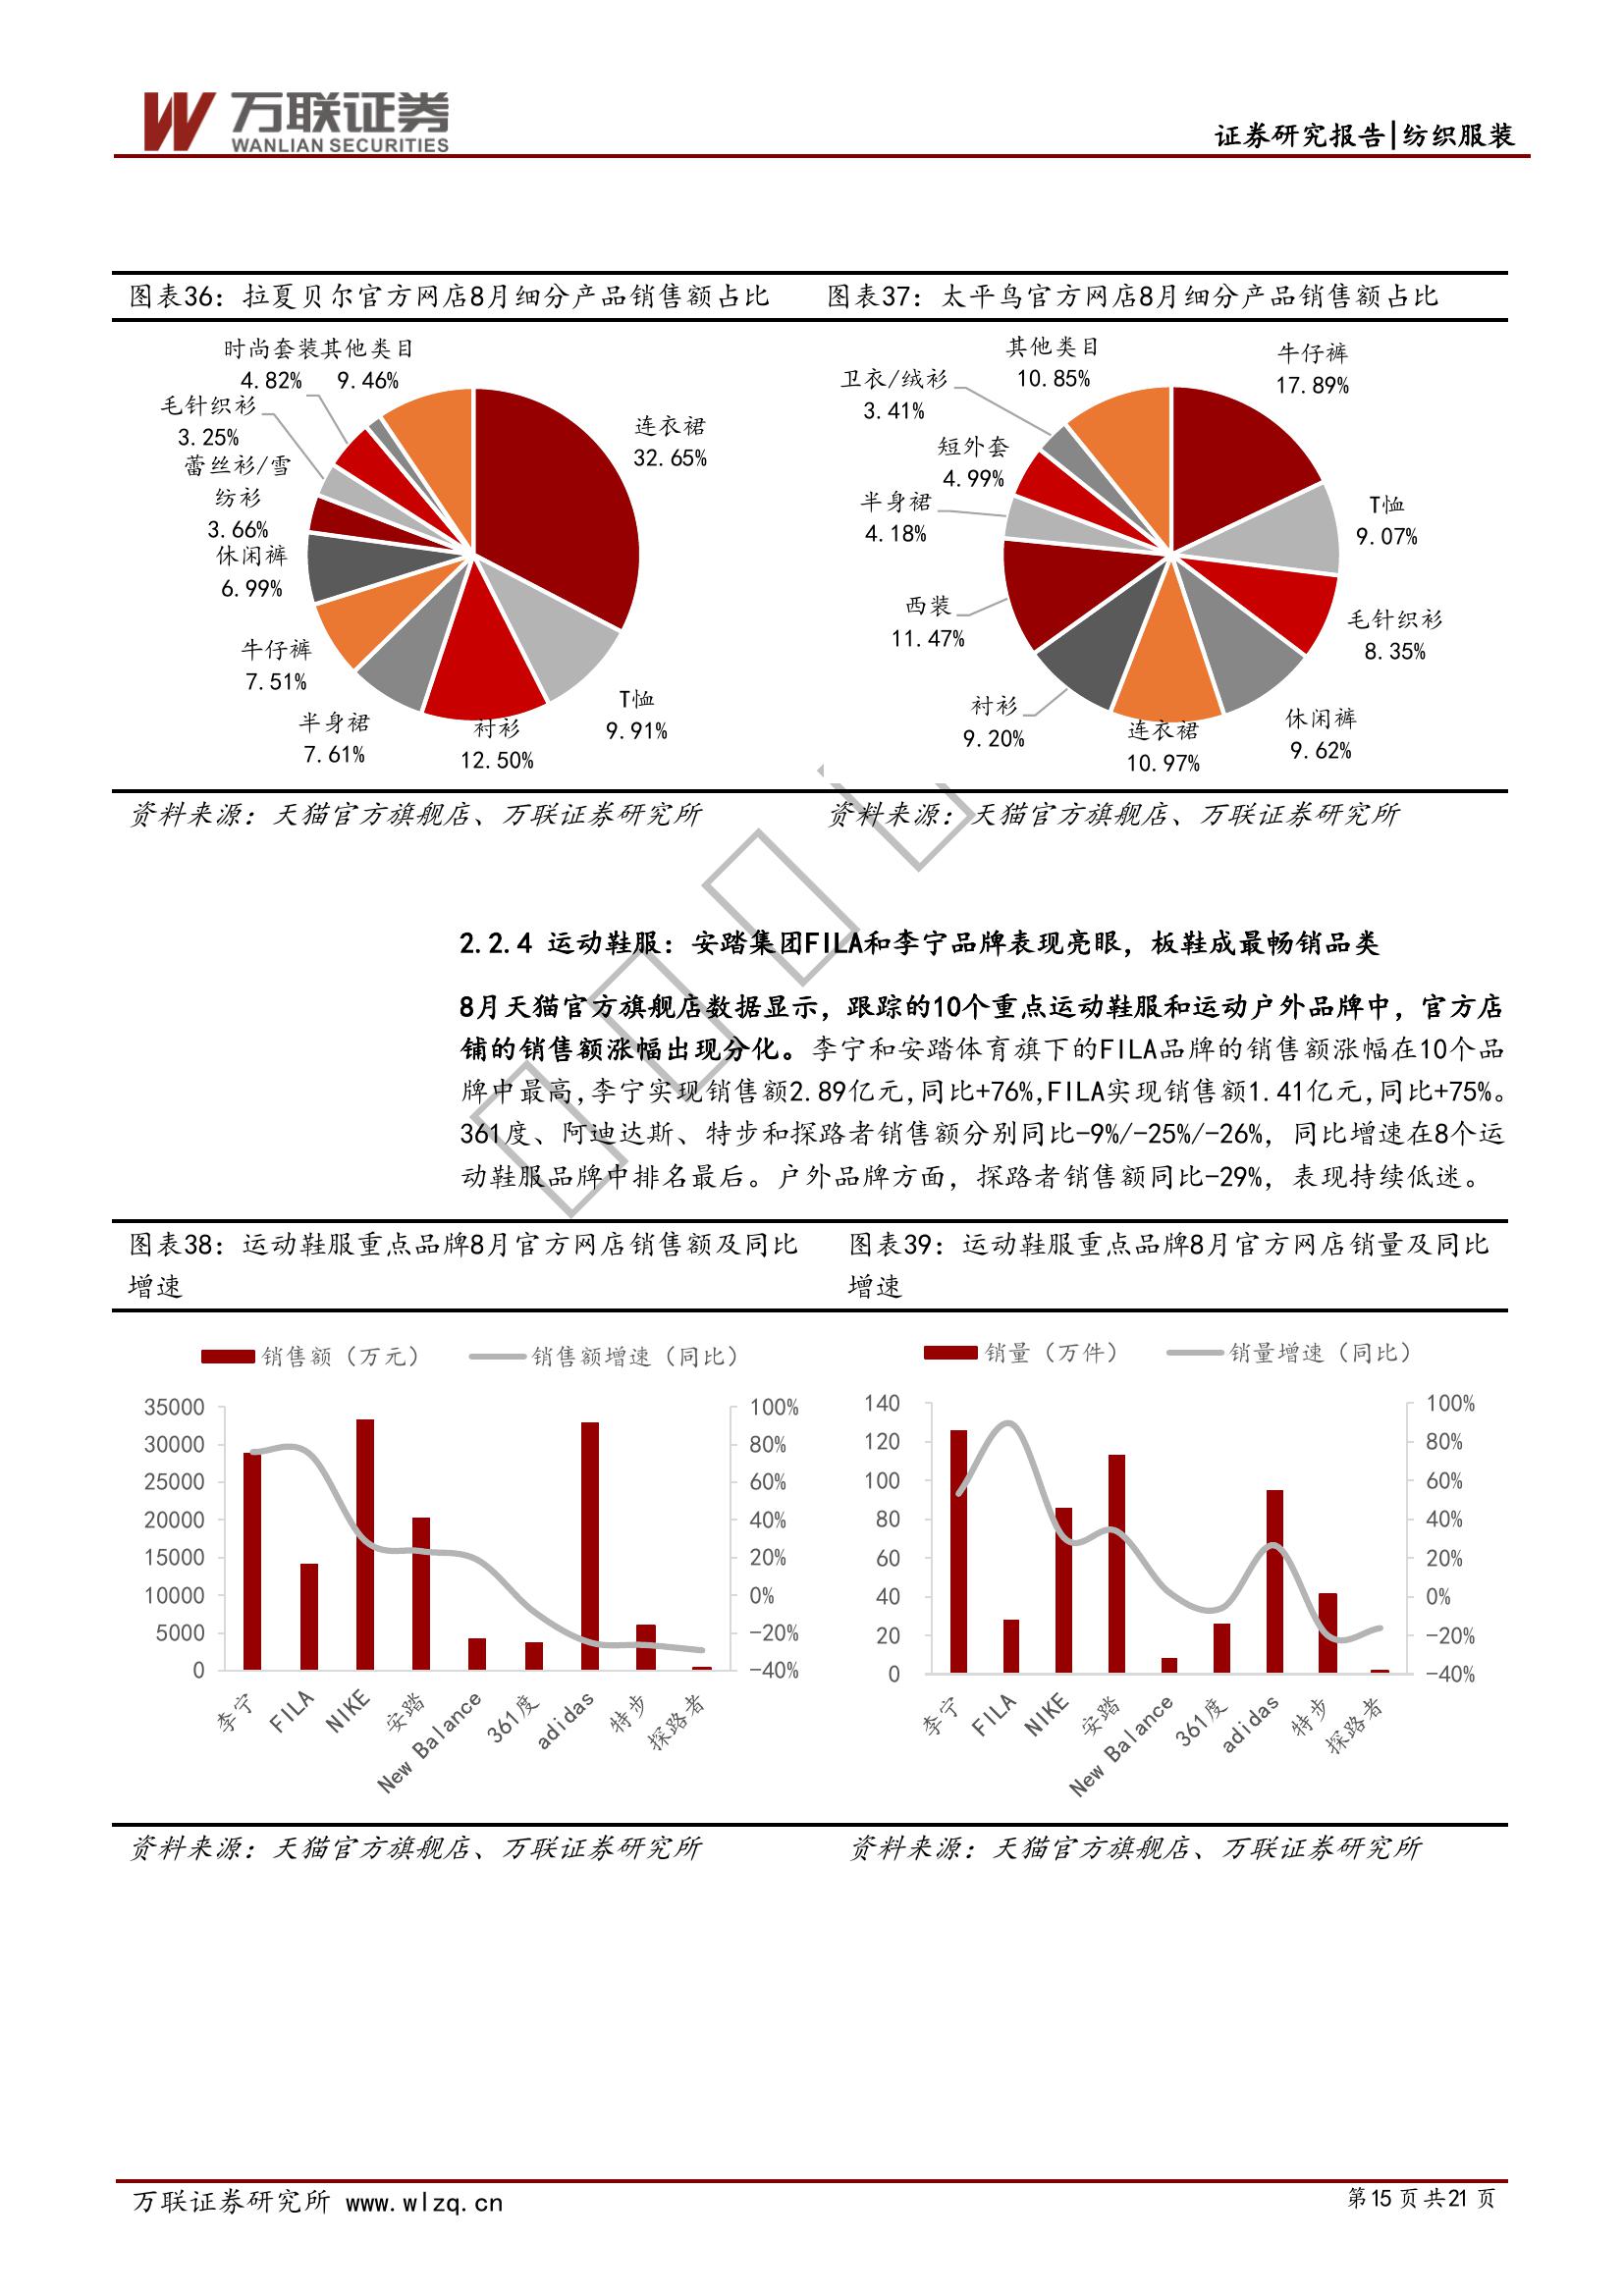 万联证券
WANLIAN SECURITIES
证券研究报告|纺织服装
图表36：拉夏贝尔官方网店8月细分产品销售额占比
时尚套装
4.82%
其他类目
9.46%
毛针织衫
3.25%
蕾丝衫/雪
纺衫
3.66%
休闲裤
6.99%
牛仔裤
7.51%
半身裙
7.61%
衬衫
12.50%
T恤
9.91%
连衣裙
32.65%
资料来源：天猫官方旗舰店、万联证券研究所
图表37：太平鸟官方网店8月细分产品销售额占比
其他类目
10.85%
卫衣/绒衫
3.41%
短外套
4.99%
半身裙
4.18%
西装
11.47%
衬衫
9.20%
连衣裙
10.97%
休闲裤
9.62%
毛针织衫
8.35%
T恤
9.07%
牛仔裤
17.89%
资料来源：天猫官方旗舰店、万联证券研究所
2.2.4 运动鞋服：安踏集团FILA和李宁品牌表现亮眼，板鞋成最畅销品类
8月天猫官方旗舰店数据显示，跟踪的10个重点运动鞋服和运动户外品牌中，官方店
铺的销售额涨幅出现分化。李宁和安踏体育旗下的FILA品牌的销售额涨幅在10个品
牌中最高,李宁实现销售额2.89亿元,同比+76%,FILA实现销售额1.41亿元,同比+75%。
361度、阿迪达斯、特步和探路者销售额分别同比-9%/-25%/-26%，同比增速在8个运
动鞋服品牌中排名最后。户外品牌方面，探路者销售额同比-29%，表现持续低迷。
图表38：运动鞋服重点品牌8月官方网店销售额及同比
增速
销售额（万元） 销售额增速（同比）
35000 100%
30000 80%
25000 60%
20000 40%
15000 20%
10000 0%
5000 -20%
0 -40%
李宁 FILA NIKE 安踏 New Balance 361度 adidas 特步 探路者
资料来源：天猫官方旗舰店、万联证券研究所
图表39：运动鞋服重点品牌8月官方网店销量及同比
增速
销量（万件） 销量增速（同比）
140 100%
120 80%
100 60%
80 40%
60 20%
40 0%
20 -20%
0 -40%
李宁 FILA NIKE 安踏 New Balance 361度 adidas 特步 探路者
资料来源：天猫官方旗舰店、万联证券研究所
万联证券研究所 www.wlzq.cn
第15页共21页